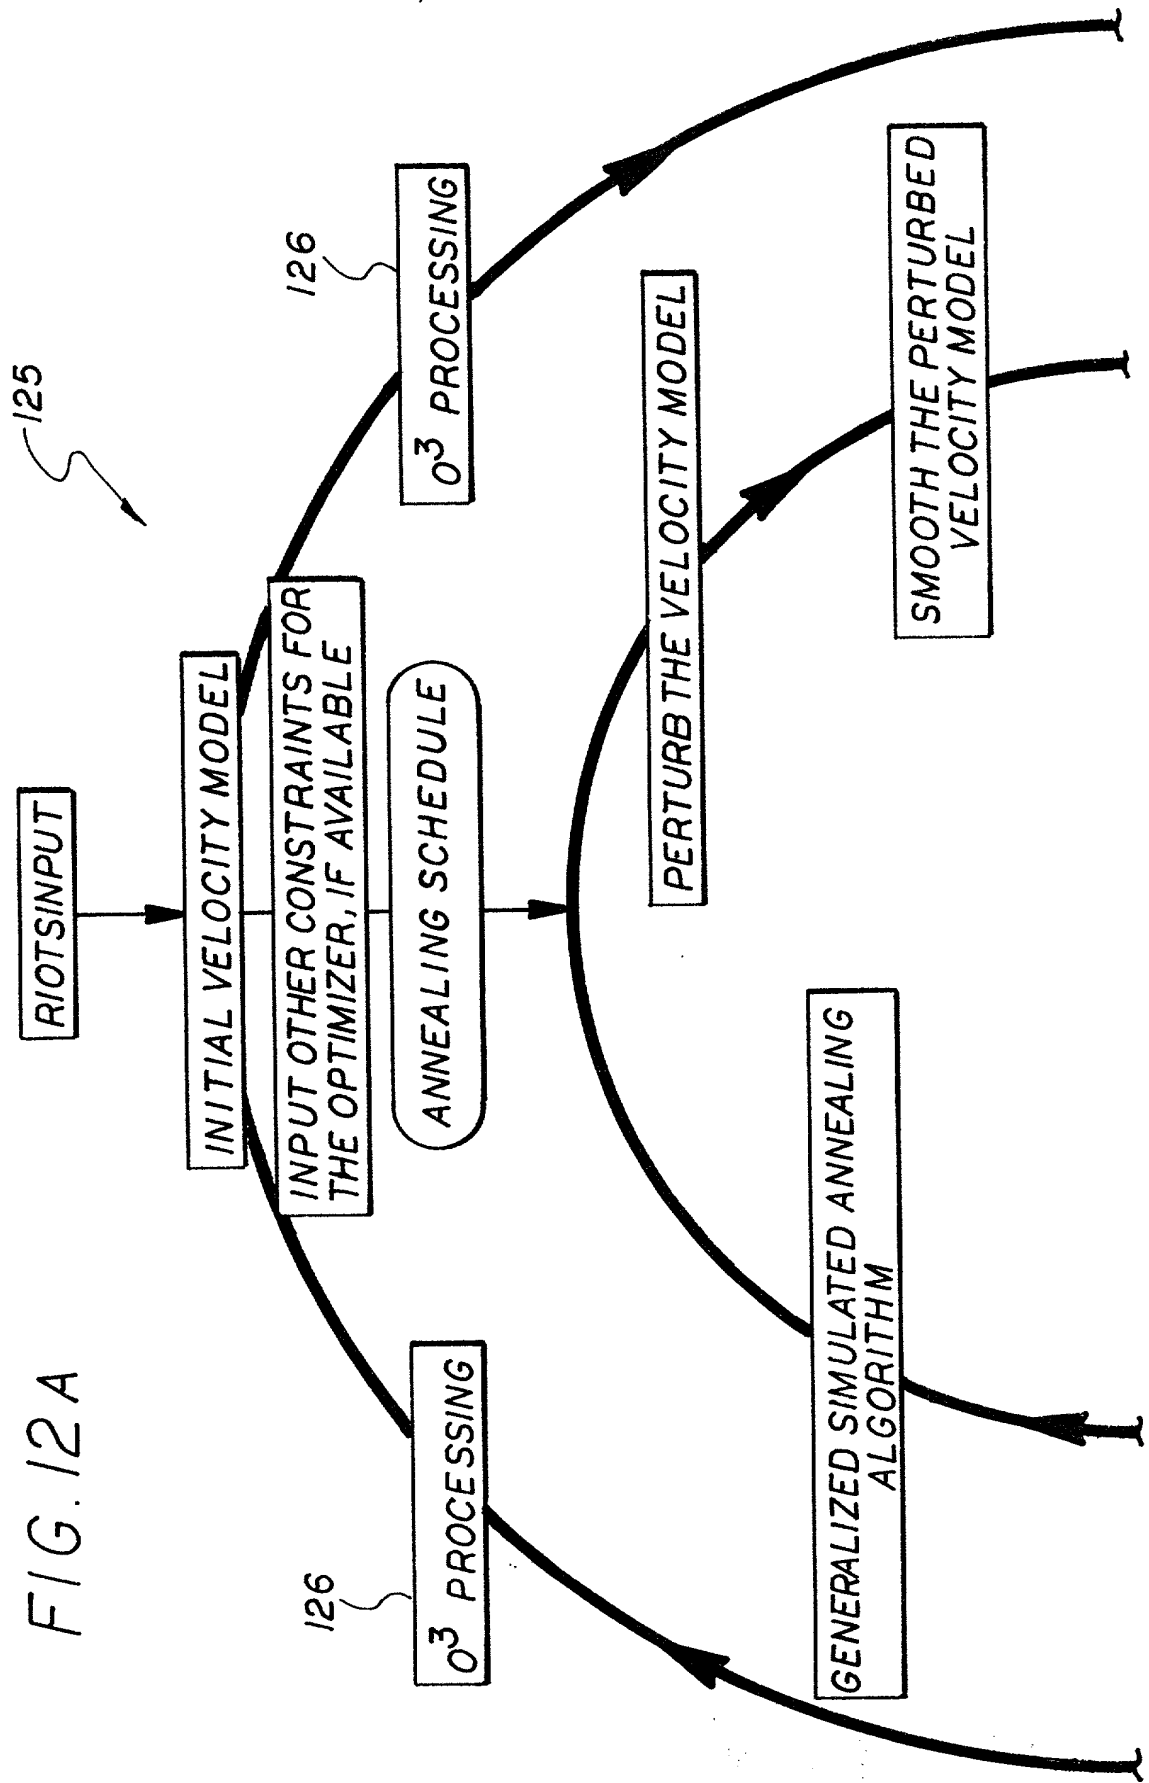 FIG. 12A
125
RIOTSINPUT
INITIAL VELOCITY MODEL
INPUT OTHER CONSTRAINTS FOR
THE OPTIMIZER, IF AVAILABLE
ANNEALING SCHEDULE
126
O³ PROCESSING
126
O³ PROCESSING
PERTURB THE VELOCITY MODEL
GENERALIZED SIMULATED ANNEALING
ALGORITHM
SMOOTH THE PERTURBED
VELOCITY MODEL